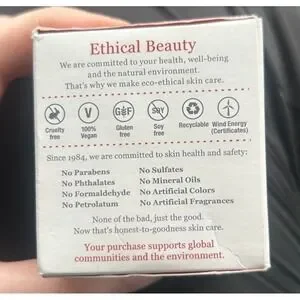 Ethical Beauty
We are committed to your health, well-being
and the natural environment.
That's why we make eco-ethical skin care.
V
GF
SOY
Cruelty free
100% Vegan
Gluten free
Soy free
Recyclable
Wind Energy (Certificates)
Since 1984, we are committed to skin health and safety:
No Parabens
No Phthalates
No Formaldehyde
No Petrolatum
No Sulfates
No Mineral Oils
No Artificial Colors
No Artificial Fragrances
None of the bad, just the good.
Now that's honest-to-goodness skin care.
Your purchase supports global
communities and the environment.